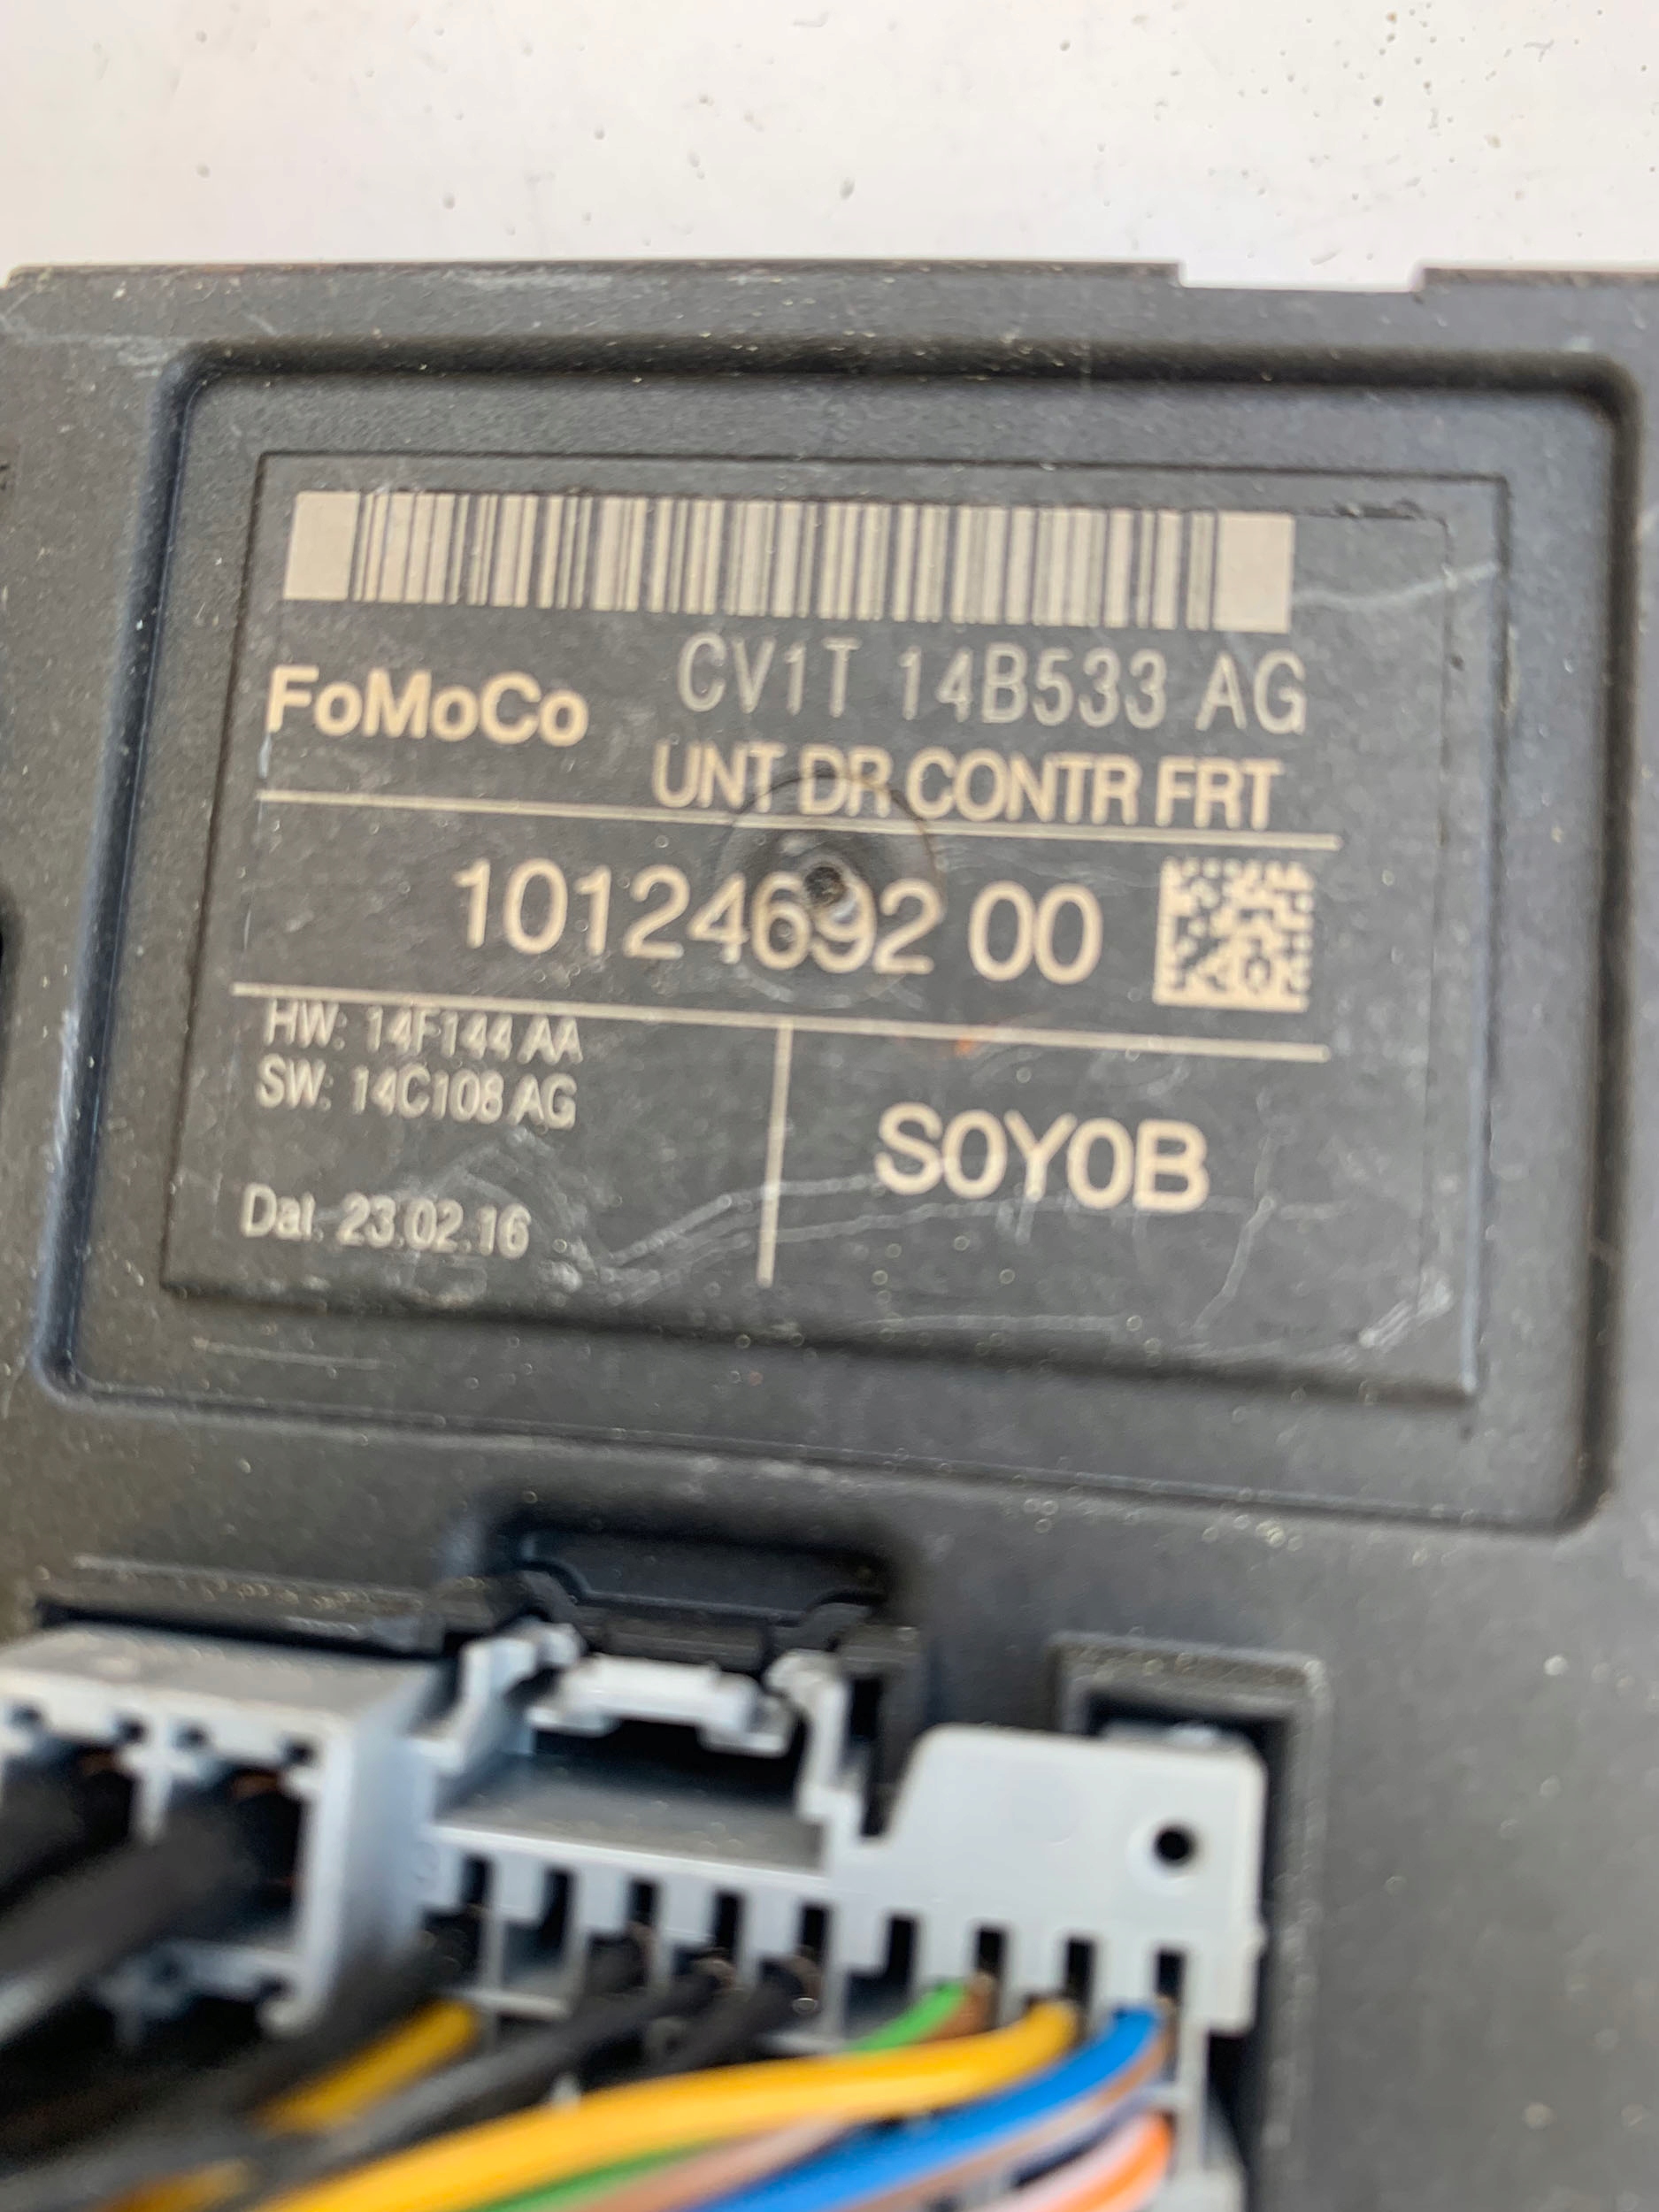 CV1T 14B533 AG
FoMoCo
UNT DR CONTR FRT
10124692 00
HW: 14F144 AA
SW: 14C108 AG
S0Y0B
Dat. 23.02.16